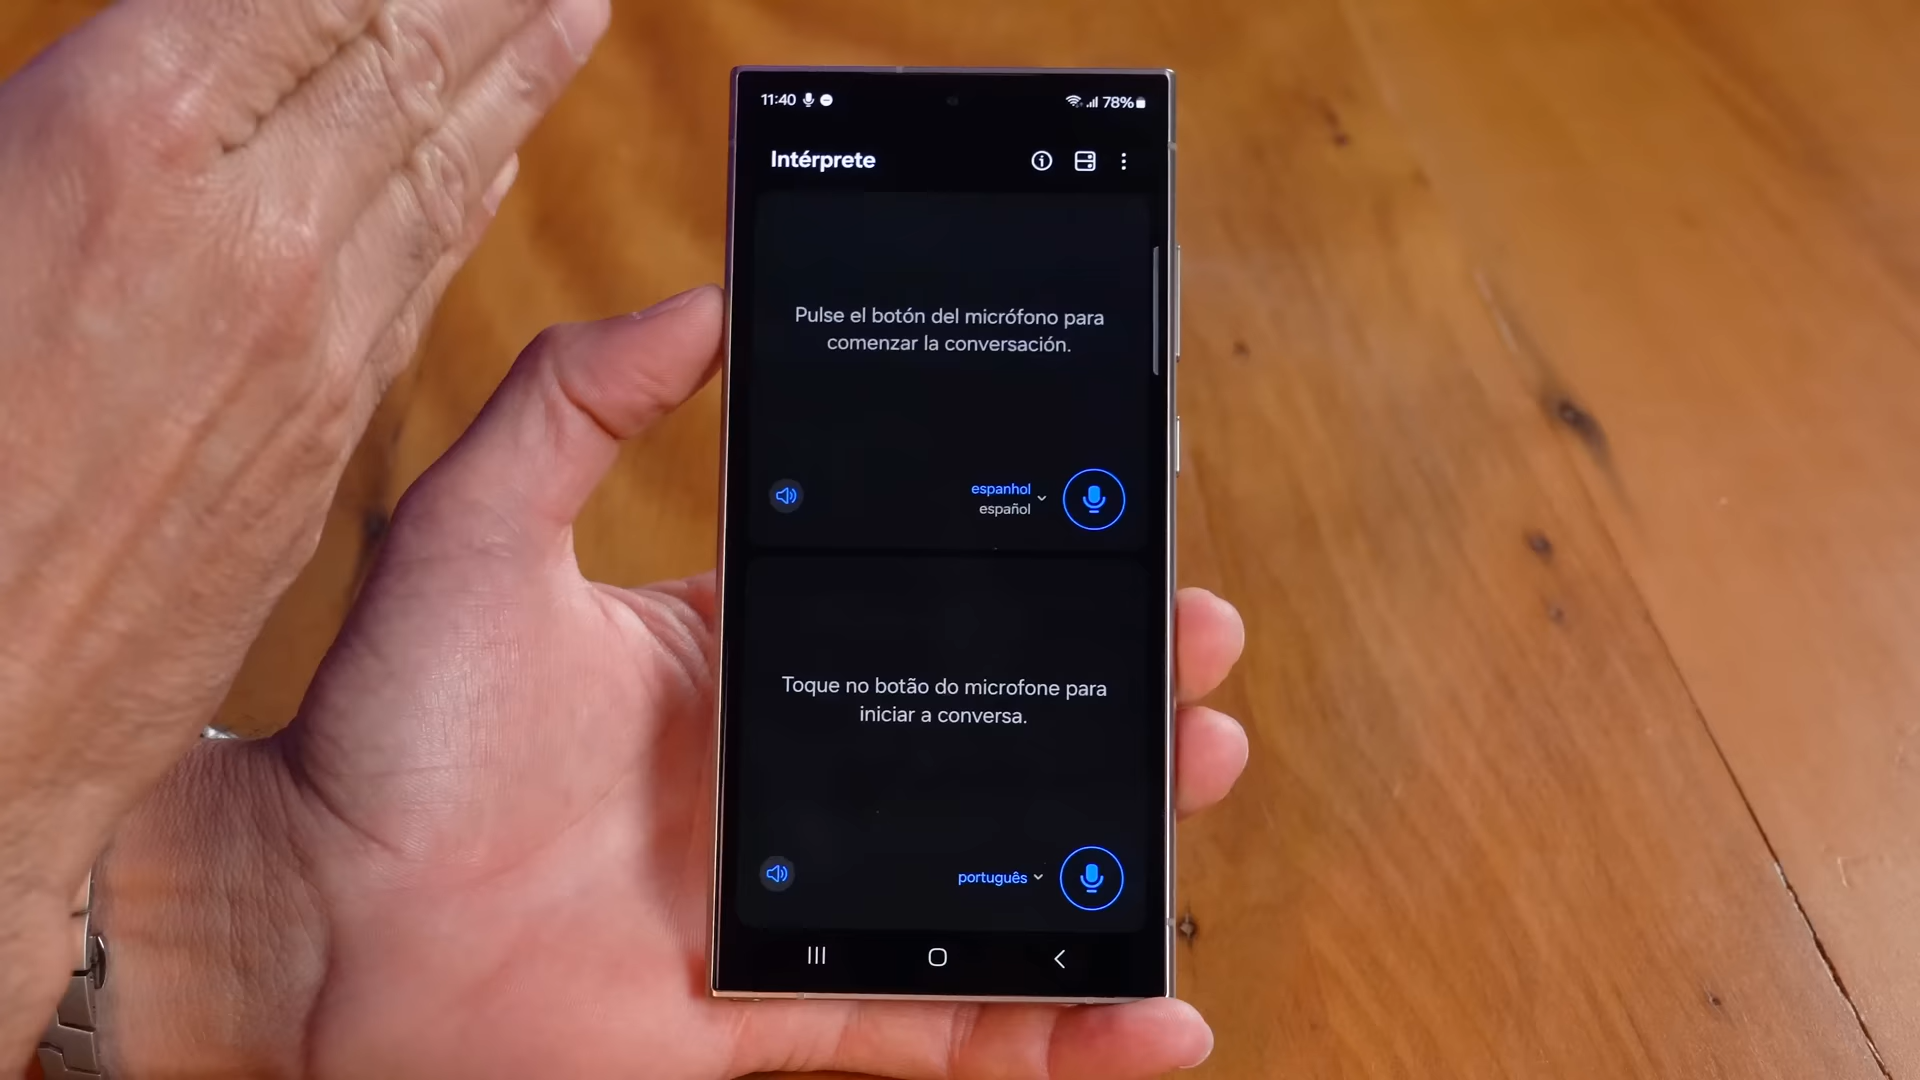 11:40
78%
Intérprete
Pulse el botón del micrófono para
comenzar la conversación.
espanhol
español
Toque no botão do microfone para
iniciar a conversa.
português